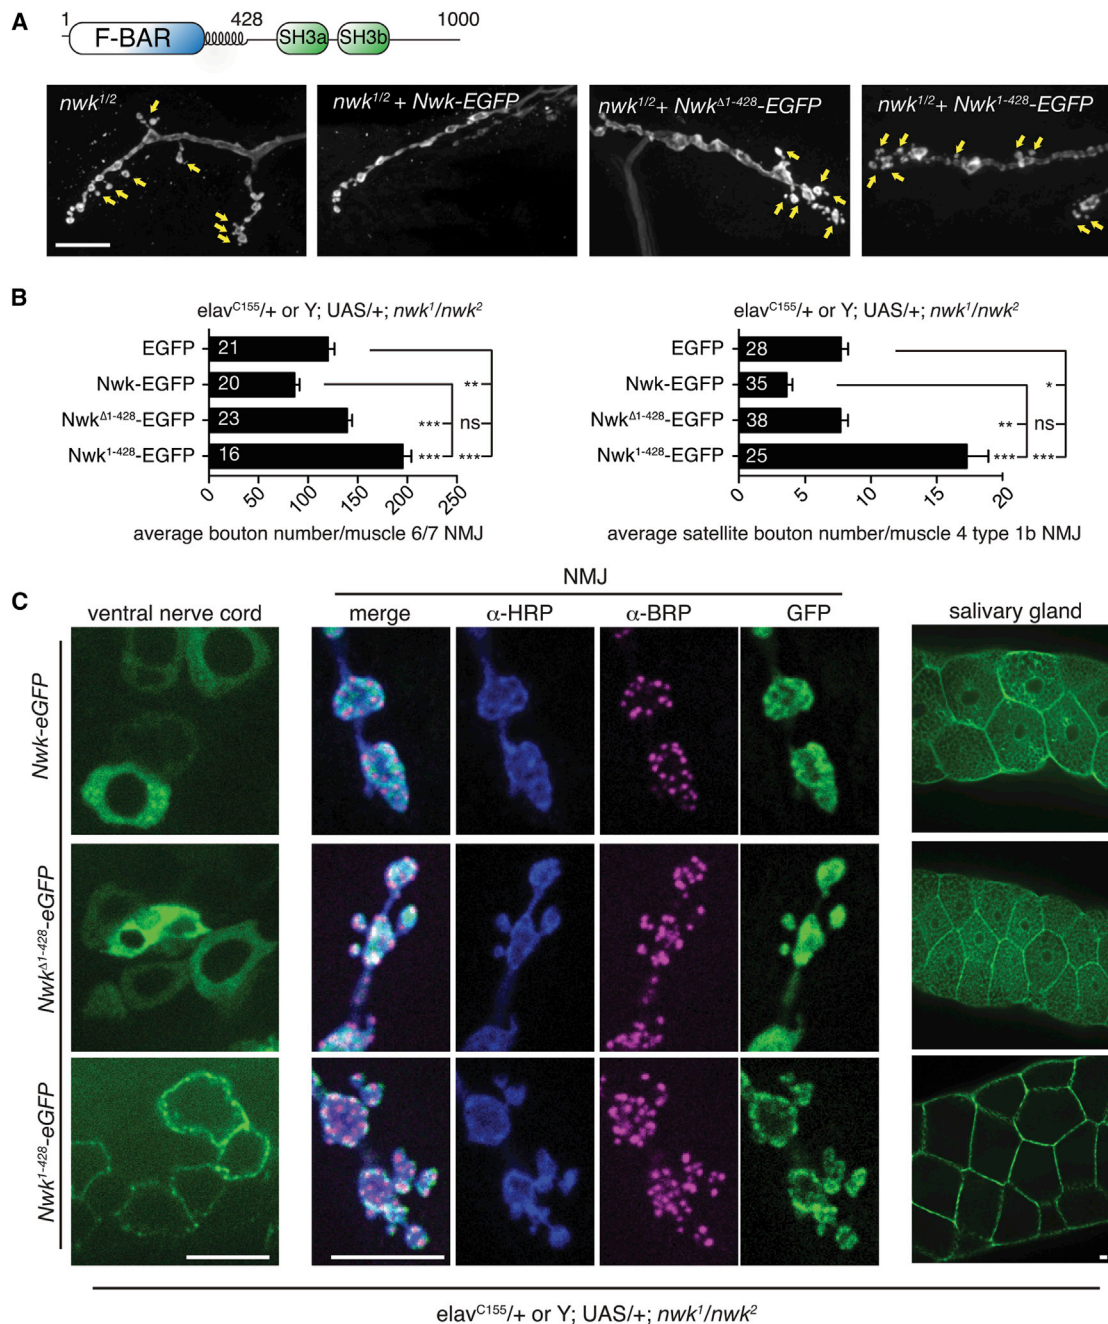 A
1 428 1000
F-BAR SH3a SH3b
nwk1/2
nwk1/2 + Nwk-EGFP
nwk1/2+ NwkΔ1-428-EGFP
nwk1/2+ Nwk1-428-EGFP
B
elavC155/+ or Y; UAS/+; nwk1/nwk2
EGFP 21
Nwk-EGFP 20 **
NwkΔ1-428-EGFP 23 *** ns
Nwk1-428-EGFP 16 *** ***
0 50 100 150 200 250
average bouton number/muscle 6/7 NMJ
elavC155/+ or Y; UAS/+; nwk1/nwk2
EGFP 28
Nwk-EGFP 35 *
NwkΔ1-428-EGFP 38 ** ns
Nwk1-428-EGFP 25 *** ***
0 5 10 15 20
average satellite bouton number/muscle 4 type 1b NMJ
C
NMJ
ventral nerve cord merge α-HRP α-BRP GFP salivary gland
Nwk-eGFP
NwkΔ1-428-eGFP
Nwk1-428-eGFP
elavC155/+ or Y; UAS/+; nwk1/nwk2